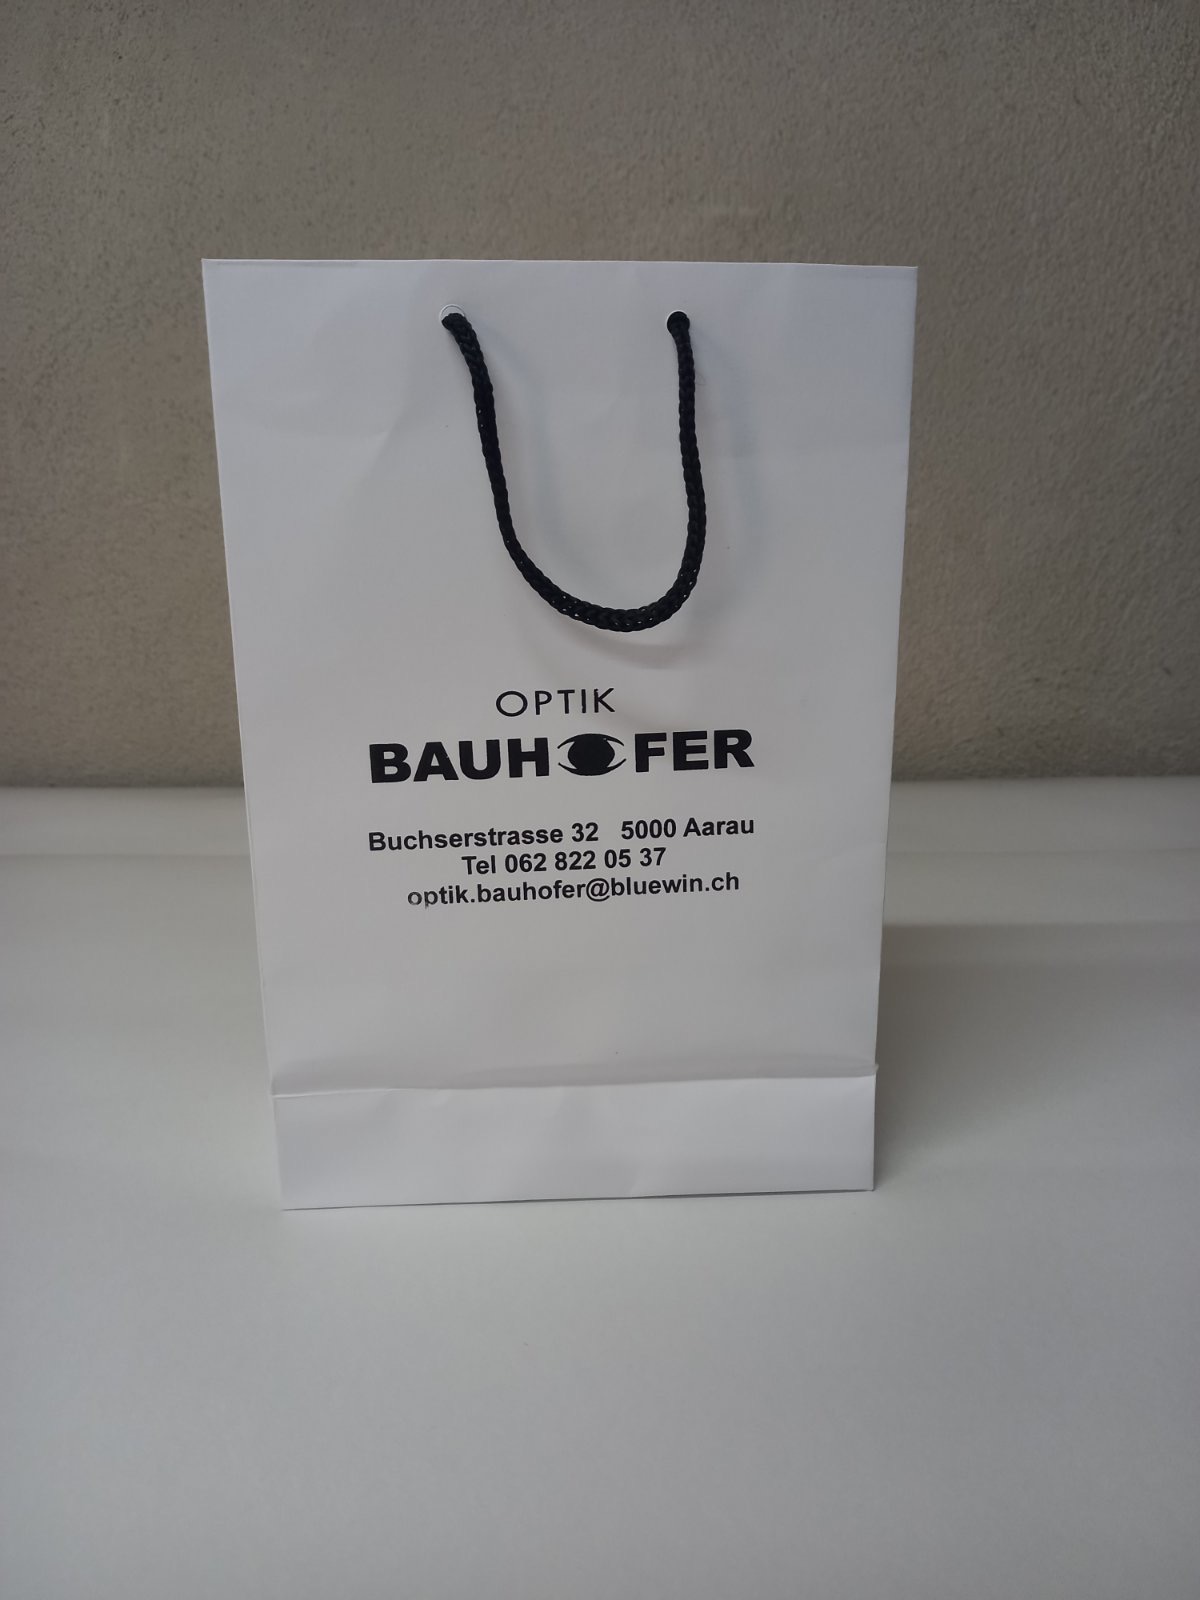 OPTIK
BAUHOFER
Buchserstrasse 32 5000 Aarau
Tel 062 822 05 37
optik.bauhofer@bluewin.ch